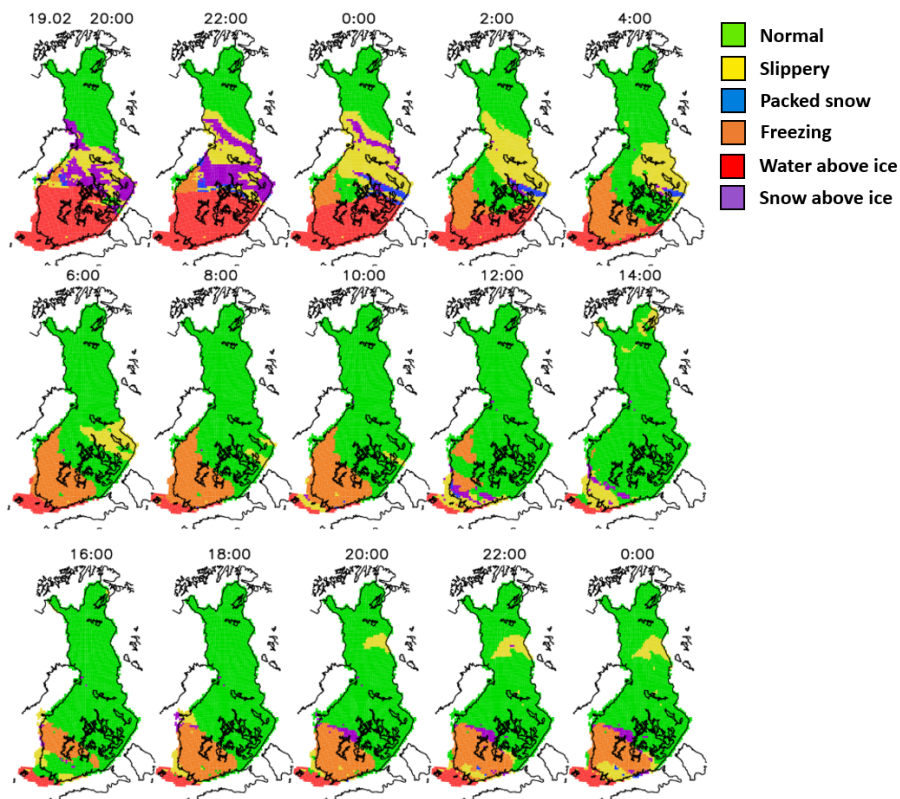 19.02 20:00 22:00 0:00 2:00 4:00
Normal
Slippery
Packed snow
Freezing
Water above ice
Snow above ice
6:00 8:00 10:00 12:00 14:00
16:00 18:00 20:00 22:00 0:00